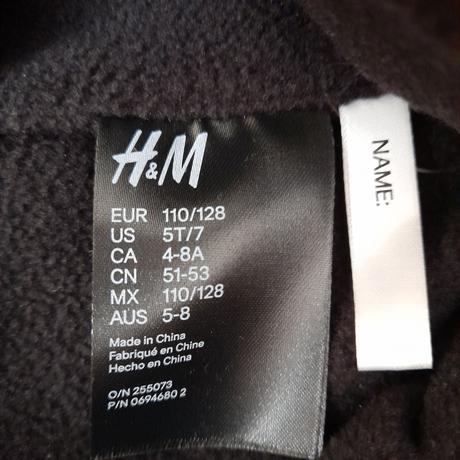 H&M
EUR 110/128
US 5T/7
CA 4-8A
CN 51-53
MX 110/128
AUS 5-8
Made in China
Fabriqué en Chine
Hecho en China
O/N 255073
P/N 0694680 2
NAME: